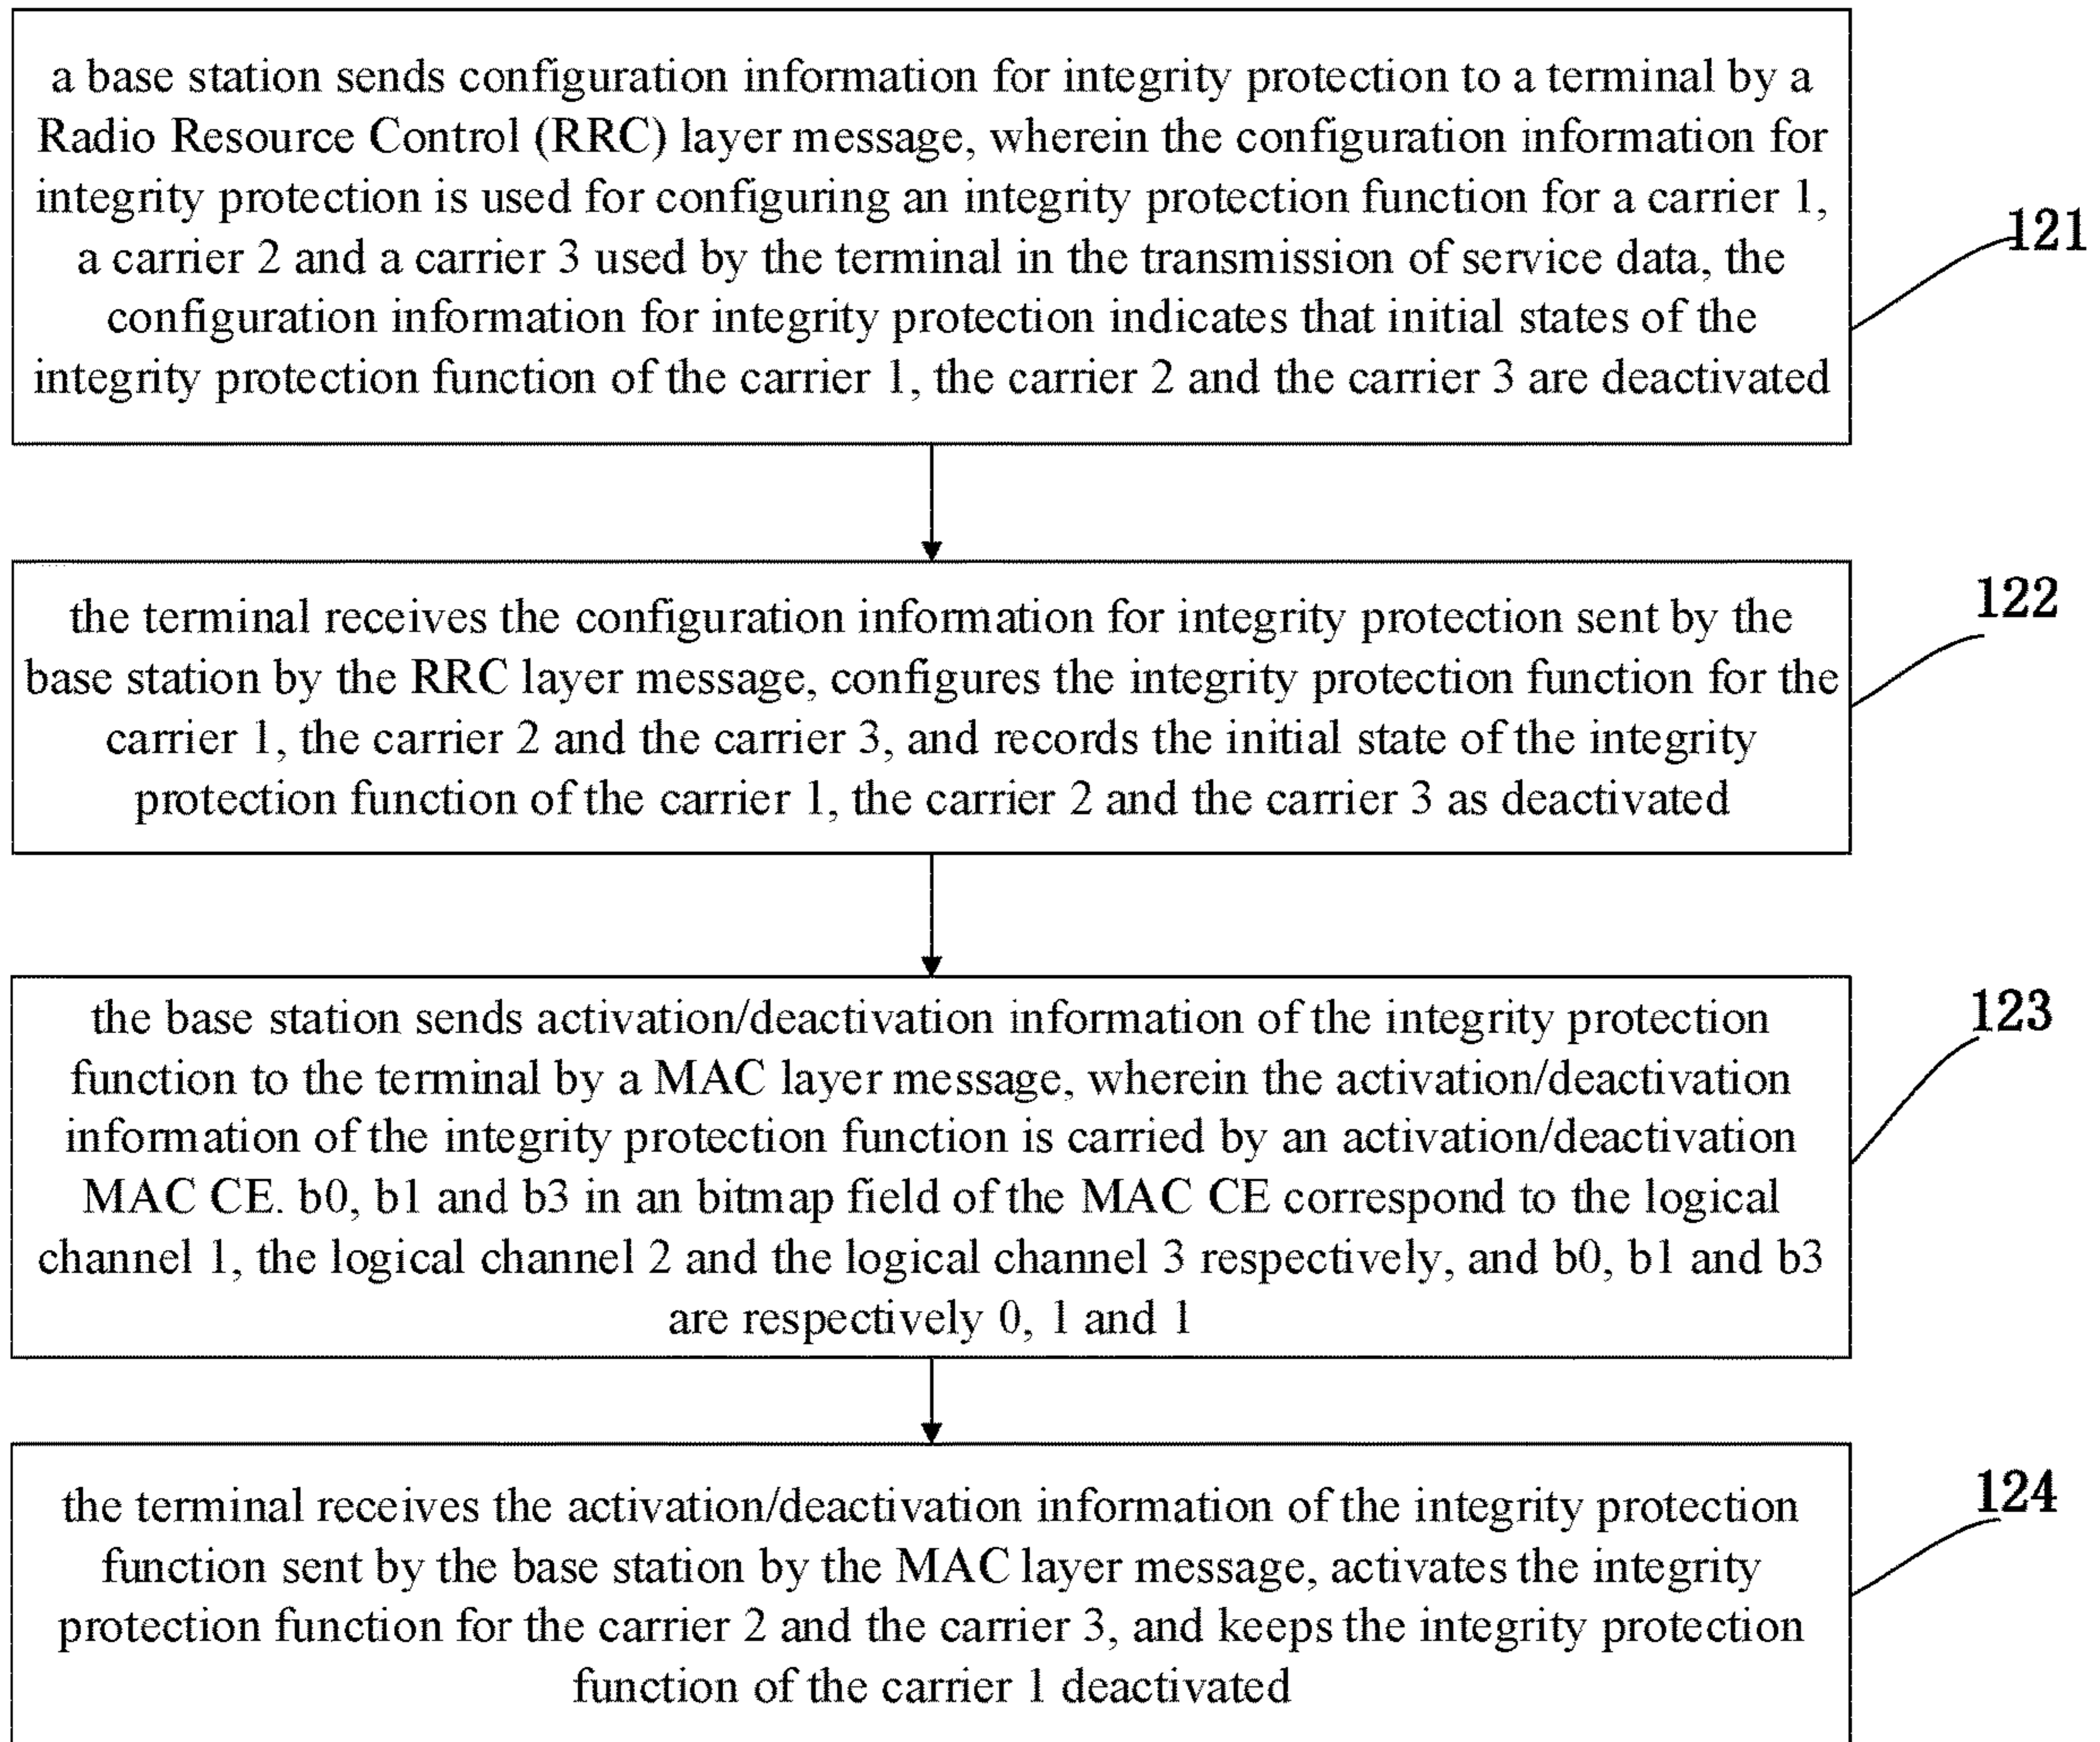 a base station sends configuration information for integrity protection to a terminal by a
Radio Resource Control (RRC) layer message, wherein the configuration information for
integrity protection is used for configuring an integrity protection function for a carrier 1,
a carrier 2 and a carrier 3 used by the terminal in the transmission of service data, the
configuration information for integrity protection indicates that initial states of the
integrity protection function of the carrier 1, the carrier 2 and the carrier 3 are deactivated
121
the terminal receives the configuration information for integrity protection sent by the
base station by the RRC layer message, configures the integrity protection function for the
carrier 1, the carrier 2 and the carrier 3, and records the initial state of the integrity
protection function of the carrier 1, the carrier 2 and the carrier 3 as deactivated
122
the base station sends activation/deactivation information of the integrity protection
function to the terminal by a MAC layer message, wherein the activation/deactivation
information of the integrity protection function is carried by an activation/deactivation
MAC CE. b0, b1 and b3 in an bitmap field of the MAC CE correspond to the logical
channel 1, the logical channel 2 and the logical channel 3 respectively, and b0, b1 and b3
are respectively 0, 1 and 1
123
the terminal receives the activation/deactivation information of the integrity protection
function sent by the base station by the MAC layer message, activates the integrity
protection function for the carrier 2 and the carrier 3, and keeps the integrity protection
function of the carrier 1 deactivated
124